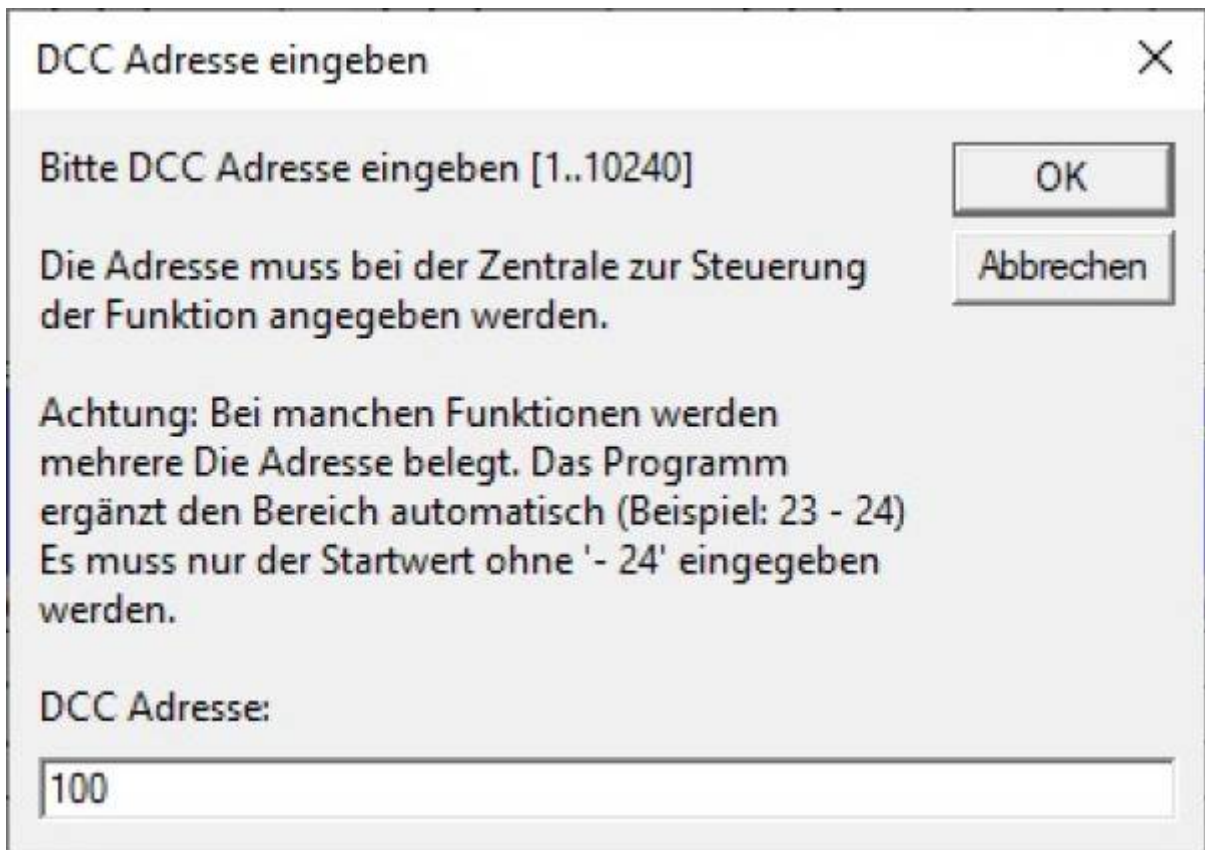 DCC Adresse eingeben
Bitte DCC Adresse eingeben [1..10240]
OK
Die Adresse muss bei der Zentrale zur Steuerung
Abbrechen
der Funktion angegeben werden.
Achtung: Bei manchen Funktionen werden
mehrere Die Adresse belegt. Das Programm
ergänzt den Bereich automatisch (Beispiel: 23 - 24)
Es muss nur der Startwert ohne '- 24' eingegeben
werden.
DCC Adresse:
100